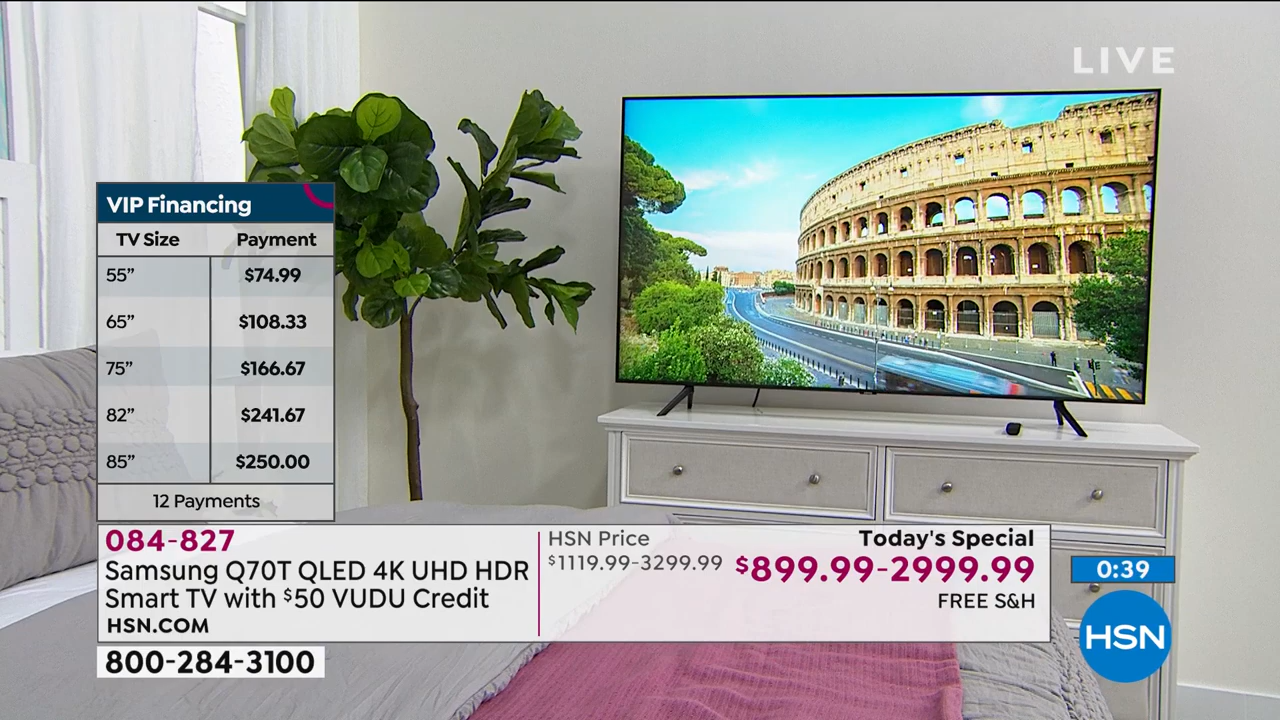 LIVE
VIP Financing
TV Size Payment
55” $74.99
65” $108.33
75” $166.67
82” $241.67
85” $250.00
12 Payments
084-827
Samsung Q70T QLED 4K UHD HDR
Smart TV with $50 VUDU Credit
HSN.COM
HSN Price
$1119.99-3299.99
Today's Special
$899.99-2999.99
FREE S&H
0:39
HSN
800-284-3100